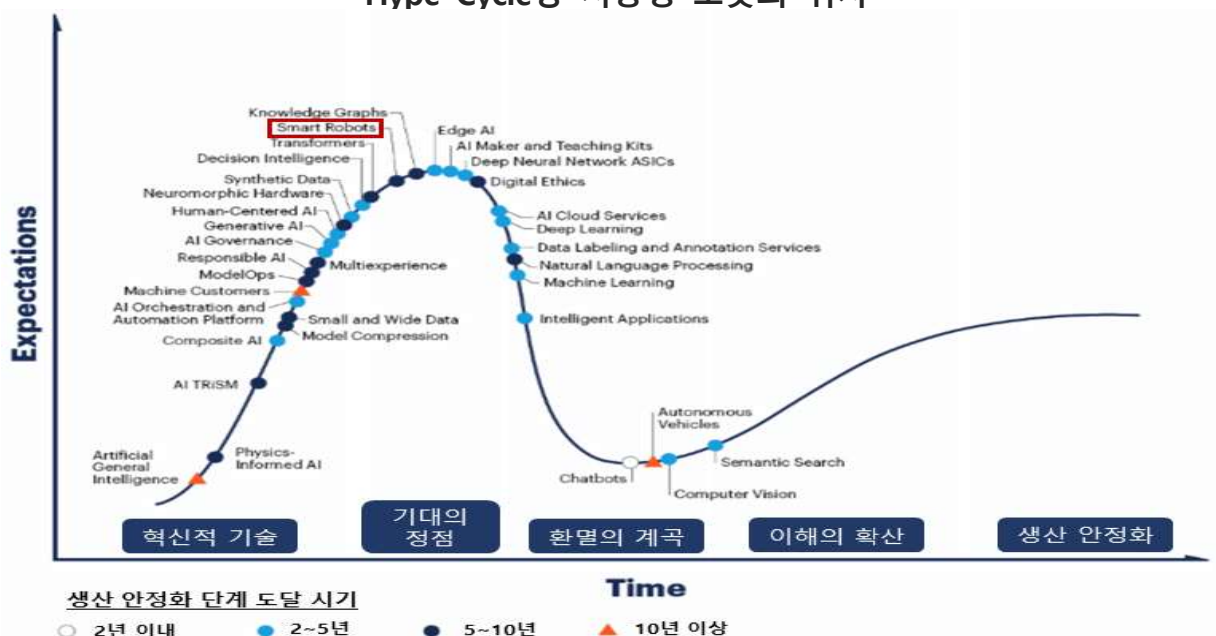 Hype Cycle
Knowledge Graphs
Smart Robots
Transformers
Decision Intelligence
Synthetic Data
Neuromorphic Hardware
Human-Centered AI
Generative AI
AI Governance
Responsible AI
Multiexperience
ModelOps
Machine Customers
AI Orchestration and
Automation Platform
Small and Wide Data
Model Compression
Composite AI
AI TRiSM
Physics-
Informed AI
Artificial
General
Intelligence
Edge AI
AI Maker and Teaching Kits
Deep Neural Network ASICs
Digital Ethics
AI Cloud Services
Deep Learning
Data Labeling and Annotation Services
Natural Language Processing
Machine Learning
Intelligent Applications
Autonomous
Vehicles
Chatbots
Semantic Search
Computer Vision
Expectations
혁신적 기술
기대의
정점
환멸의 계곡
이해의 확산
생산 안정화
Time
생산 안정화 단계 도달 시기
2년 이내
2~5년
5~10년
10년 이상